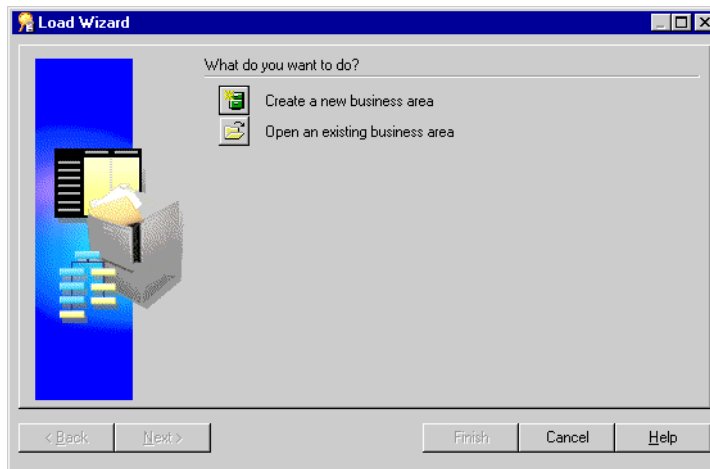 Load Wizard
What do you want to do?
Create a new business area
Open an existing business area
< Back Next > Finish Cancel Help